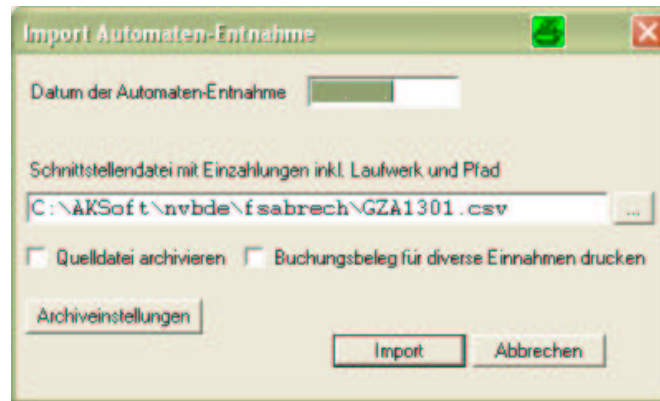 Import Automaten-Entnahme
Datum der Automaten-Entnahme
Schnittstellendatei mit Einzahlungen inkl. Laufwerk und Pfad
C:\AKSoft\nvbde\fsabrech\GZA1301.csv ...
Quelldatei archivieren Buchungsbeleg für diverse Einnahmen drucken
Archiveinstellungen
Import Abbrechen